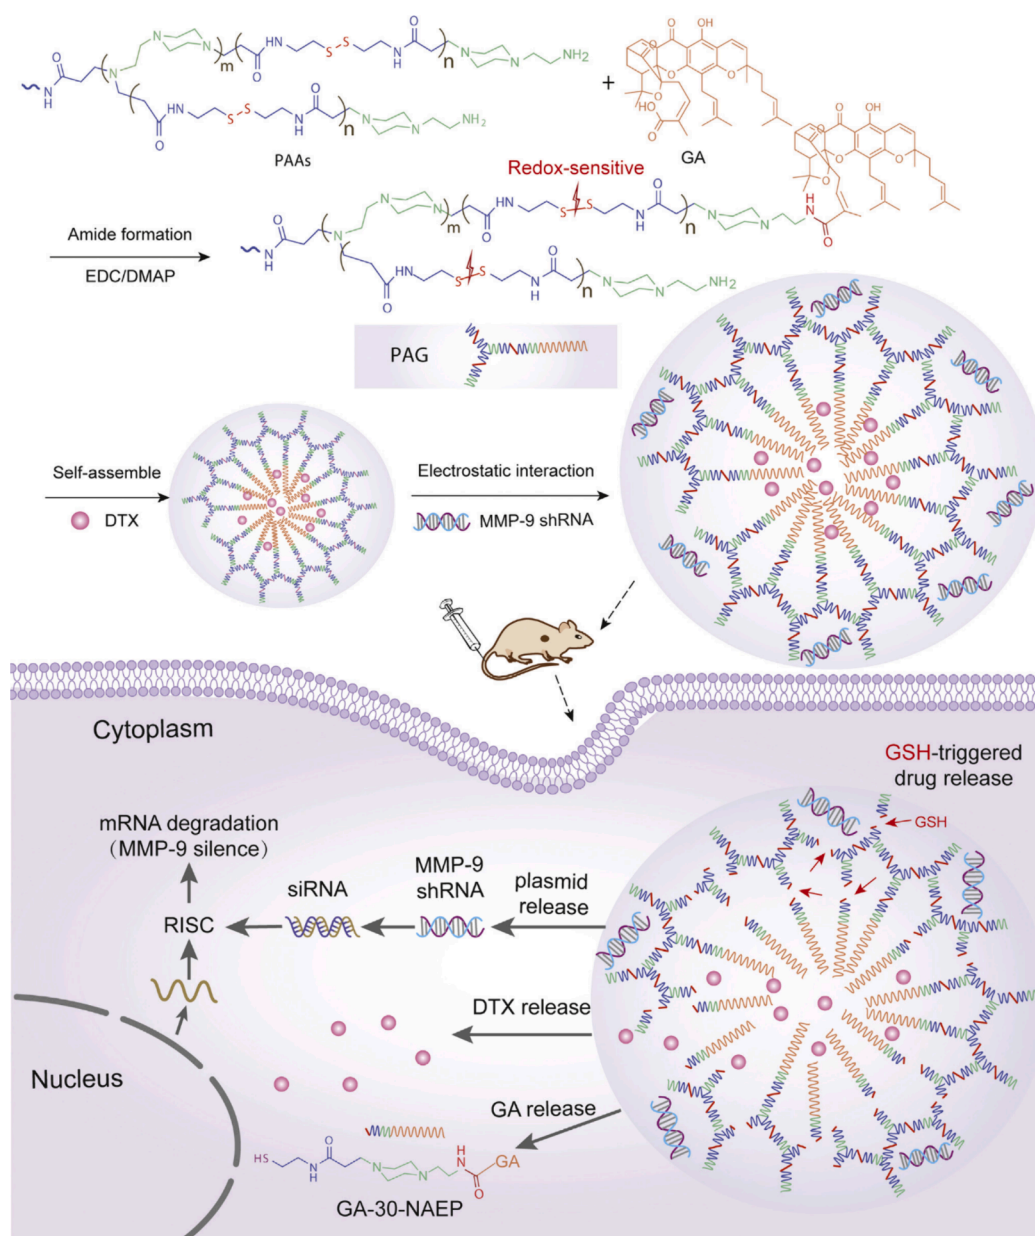 PAAs
+
GA
Redox-sensitive
Amide formation
EDC/DMAP
PAG
Self-assemble
DTX
Electrostatic interaction
MMP-9 shRNA
Cytoplasm
GSH-triggered
drug release
GSH
mRNA degradation
(MMP-9 silence)
siRNA
MMP-9
shRNA
plasmid
release
RISC
DTX release
Nucleus
GA release
HS
N
H
O
N
N
H
N
O
GA
GA-30-NAEP